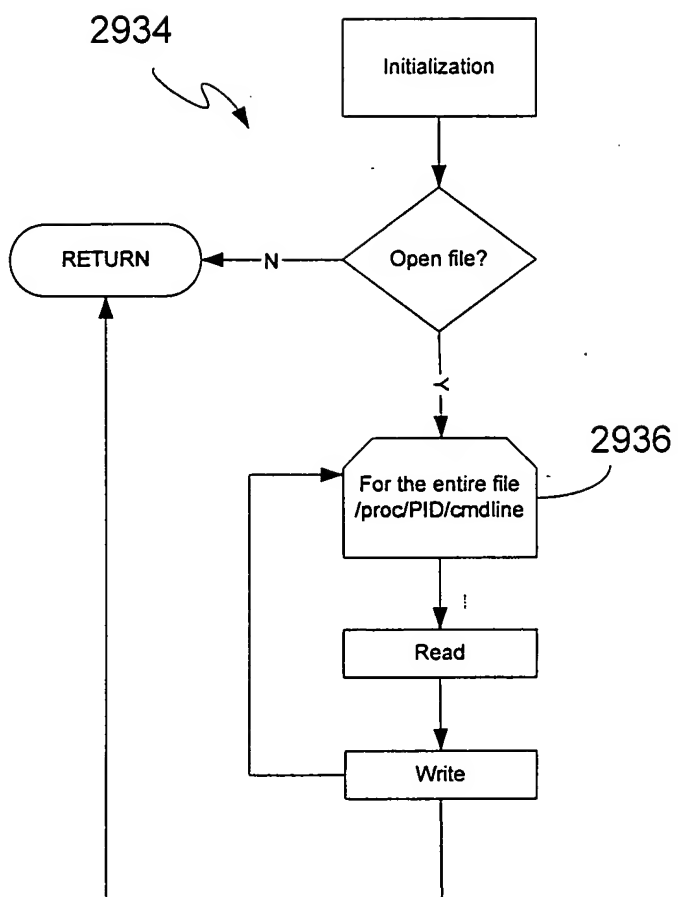 2934
Initialization
RETURN
N
Open file?
Y
2936
For the entire file
/proc/PID/cmdline
Read
Write